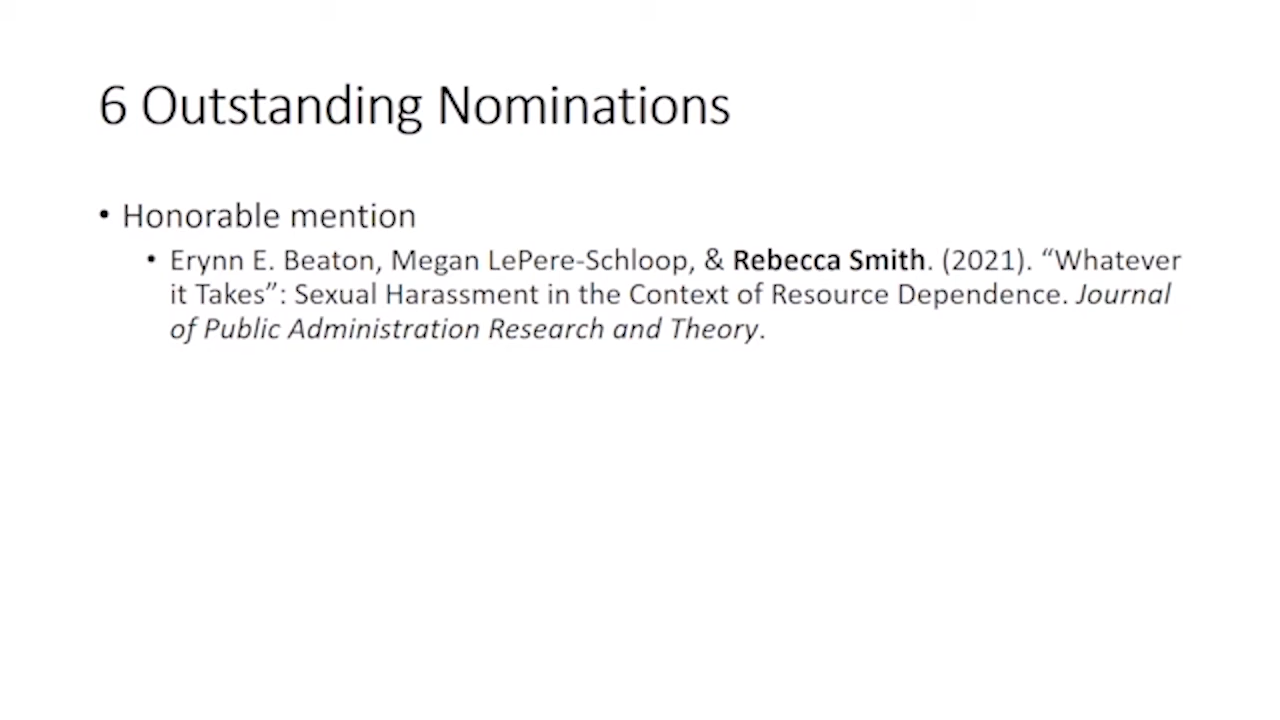 6 Outstanding Nominations
• Honorable mention
• Erynn E. Beaton, Megan LePere-Schloop, & Rebecca Smith. (2021). “Whatever
it Takes”: Sexual Harassment in the Context of Resource Dependence. Journal
of Public Administration Research and Theory.